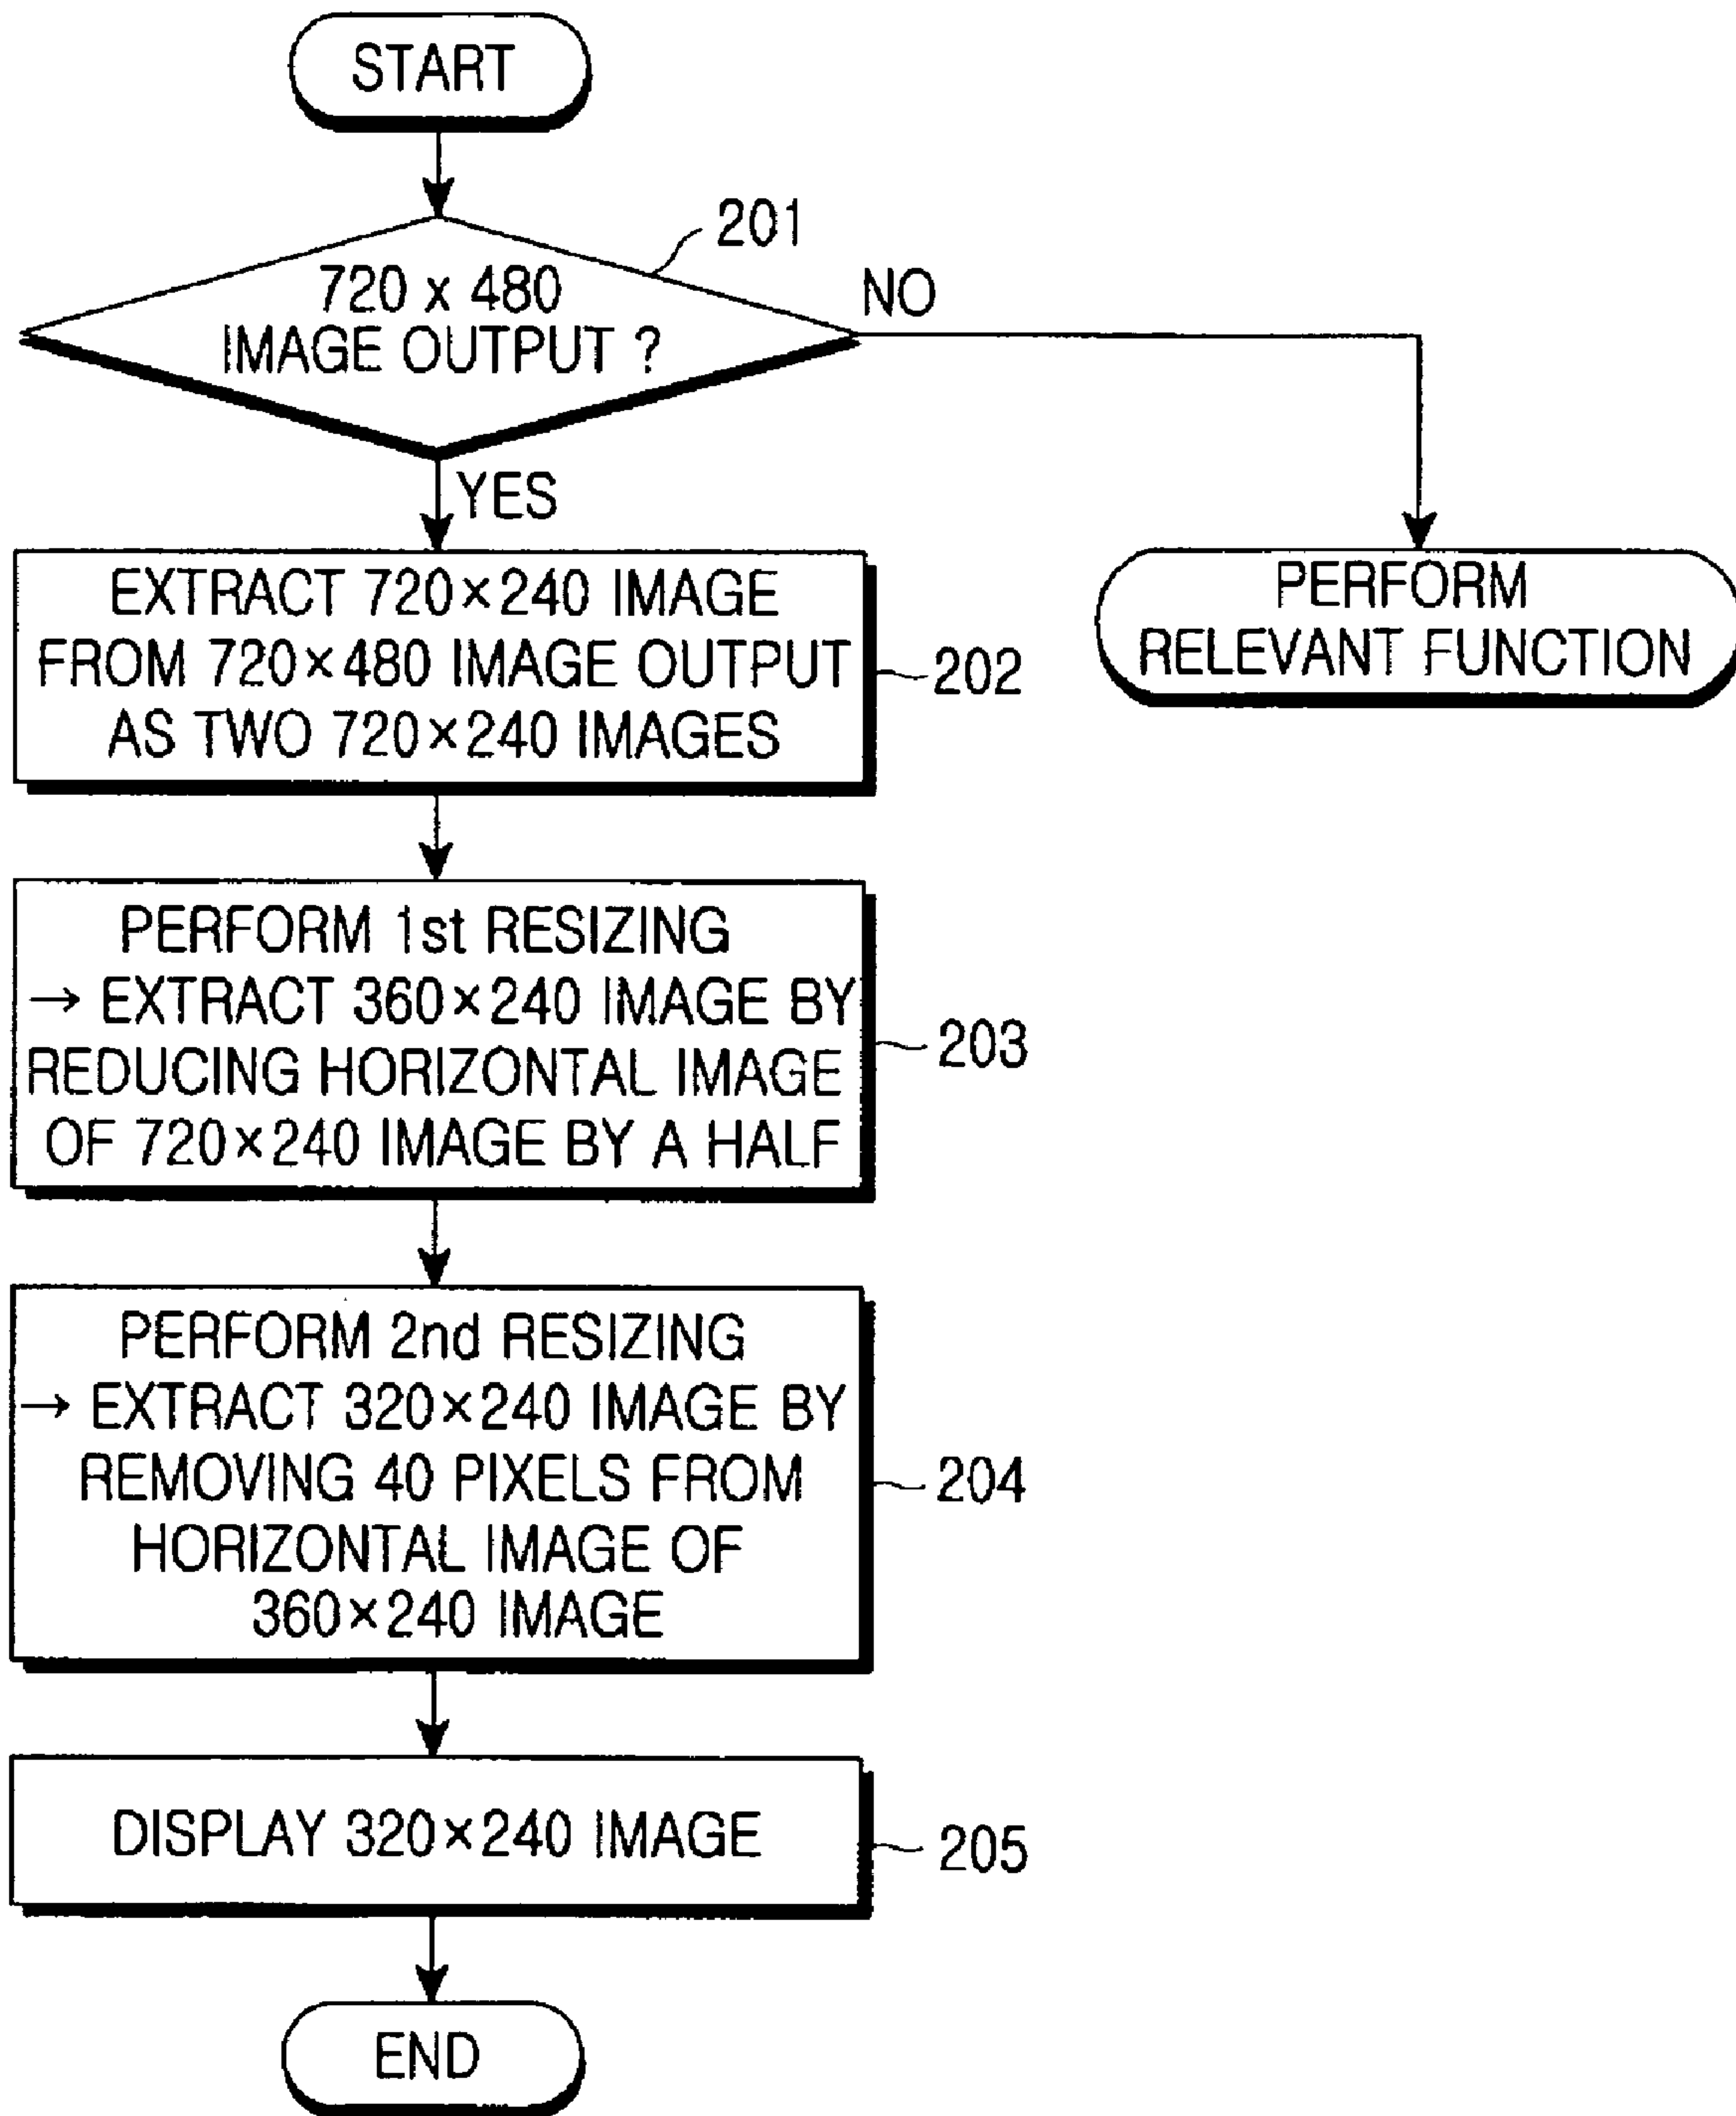 START
201
720 x 480
IMAGE OUTPUT ?
NO
YES
EXTRACT 720×240 IMAGE
FROM 720×480 IMAGE OUTPUT
AS TWO 720×240 IMAGES
202
PERFORM
RELEVANT FUNCTION
PERFORM 1st RESIZING
→ EXTRACT 360×240 IMAGE BY
REDUCING HORIZONTAL IMAGE
OF 720×240 IMAGE BY A HALF
203
PERFORM 2nd RESIZING
→ EXTRACT 320×240 IMAGE BY
REMOVING 40 PIXELS FROM
HORIZONTAL IMAGE OF
360×240 IMAGE
204
DISPLAY 320×240 IMAGE
205
END